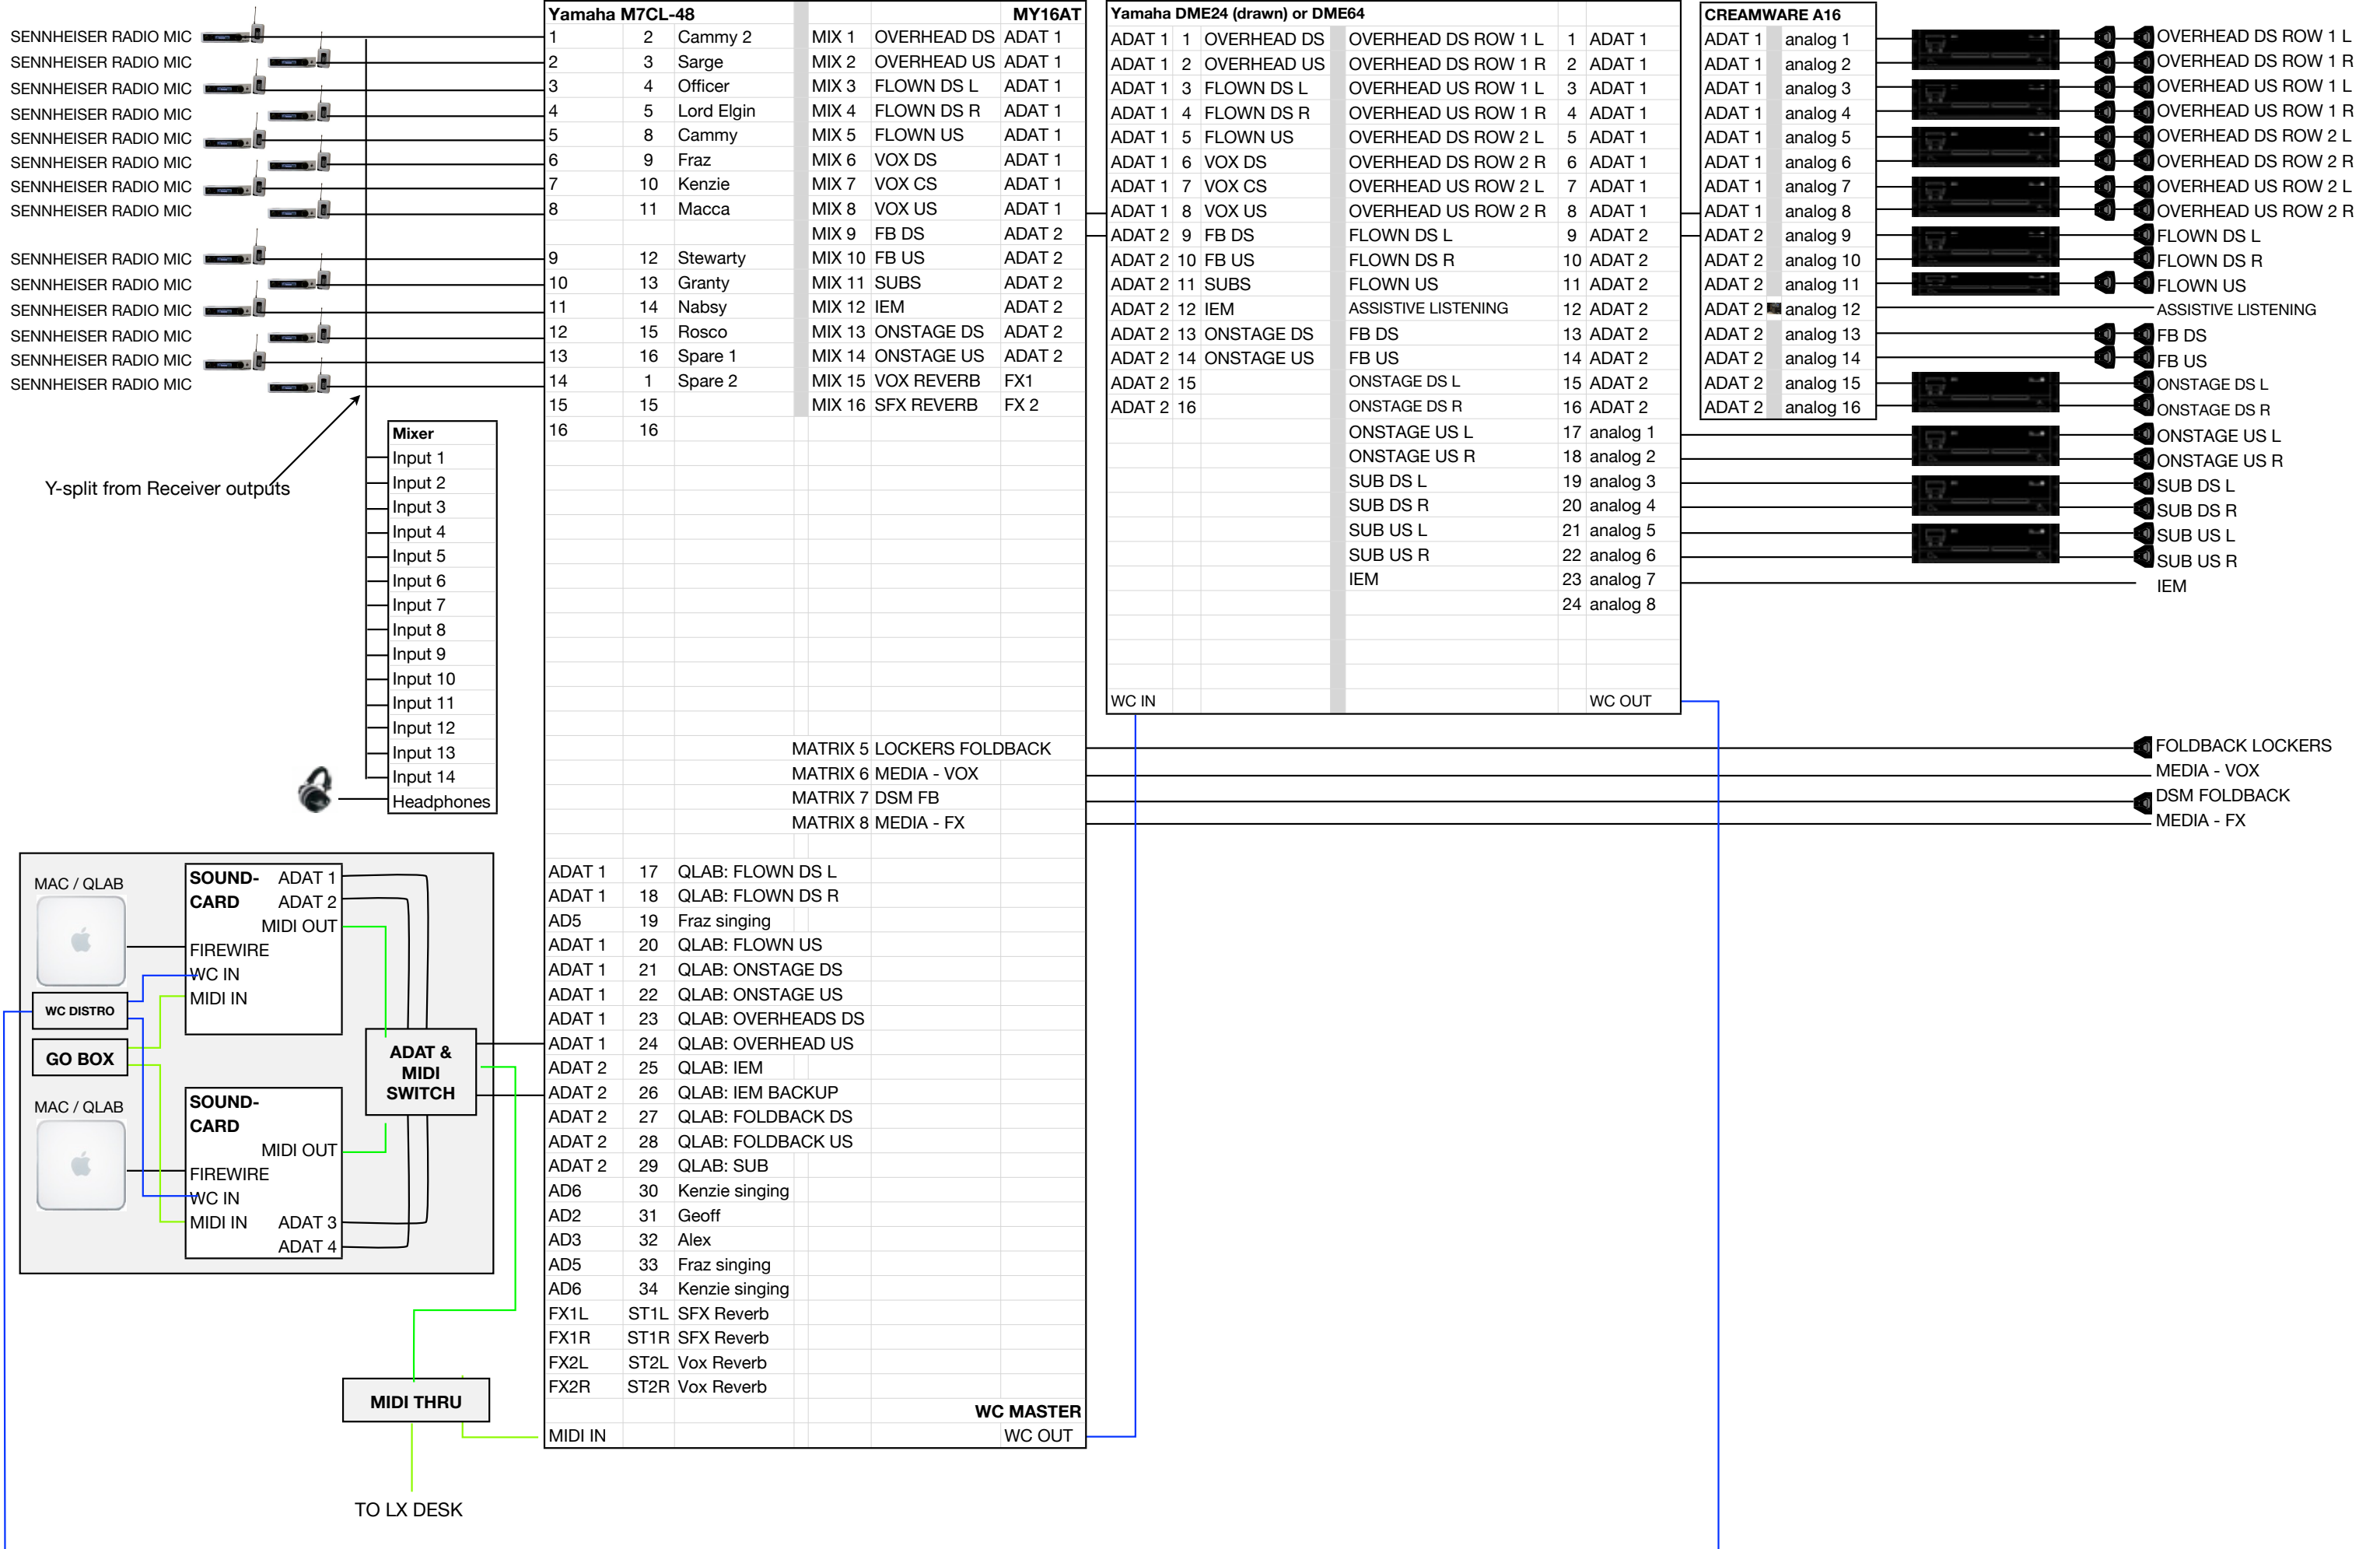 SENNHEISER RADIO MIC
SENNHEISER RADIO MIC
SENNHEISER RADIO MIC
SENNHEISER RADIO MIC
SENNHEISER RADIO MIC
SENNHEISER RADIO MIC
SENNHEISER RADIO MIC
SENNHEISER RADIO MIC
SENNHEISER RADIO MIC
SENNHEISER RADIO MIC
SENNHEISER RADIO MIC
SENNHEISER RADIO MIC
SENNHEISER RADIO MIC
SENNHEISER RADIO MIC
Y-split from Receiver outputs
Mixer
Input 1
Input 2
Input 3
Input 4
Input 5
Input 6
Input 7
Input 8
Input 9
Input 10
Input 11
Input 12
Input 13
Input 14
Headphones
MAC / QLAB
SOUND-CARD
ADAT 1
ADAT 2
MIDI OUT
FIREWIRE
WC IN
MIDI IN
WC DISTRO
GO BOX
ADAT & MIDI SWITCH
MAC / QLAB
SOUND-CARD
MIDI OUT
FIREWIRE
WC IN
MIDI IN ADAT 3
ADAT 4
MIDI THRU
TO LX DESK
Yamaha M7CL-48 MY16AT
1 2 Cammy 2 MIX 1 OVERHEAD DS ADAT 1
2 3 Sarge MIX 2 OVERHEAD US ADAT 1
3 4 Officer MIX 3 FLOWN DS L ADAT 1
4 5 Lord Elgin MIX 4 FLOWN DS R ADAT 1
5 8 Cammy MIX 5 FLOWN US ADAT 1
6 9 Fraz MIX 6 VOX DS ADAT 1
7 10 Kenzie MIX 7 VOX CS ADAT 1
8 11 Macca MIX 8 VOX US ADAT 1
MIX 9 FB DS ADAT 2
9 12 Stewarty MIX 10 FB US ADAT 2
10 13 Granty MIX 11 SUBS ADAT 2
11 14 Nabsy MIX 12 IEM ADAT 2
12 15 Rosco MIX 13 ONSTAGE DS ADAT 2
13 16 Spare 1 MIX 14 ONSTAGE US ADAT 2
14 1 Spare 2 MIX 15 VOX REVERB FX1
15 15 MIX 16 SFX REVERB FX 2
16 16
MATRIX 5 LOCKERS FOLDBACK
MATRIX 6 MEDIA - VOX
MATRIX 7 DSM FB
MATRIX 8 MEDIA - FX
ADAT 1 17 QLAB: FLOWN DS L
ADAT 1 18 QLAB: FLOWN DS R
AD5 19 Fraz singing
ADAT 1 20 QLAB: FLOWN US
ADAT 1 21 QLAB: ONSTAGE DS
ADAT 1 22 QLAB: ONSTAGE US
ADAT 1 23 QLAB: OVERHEADS DS
ADAT 1 24 QLAB: OVERHEAD US
ADAT 2 25 QLAB: IEM
ADAT 2 26 QLAB: IEM BACKUP
ADAT 2 27 QLAB: FOLDBACK DS
ADAT 2 28 QLAB: FOLDBACK US
ADAT 2 29 QLAB: SUB
AD6 30 Kenzie singing
AD2 31 Geoff
AD3 32 Alex
AD5 33 Fraz singing
AD6 34 Kenzie singing
FX1L ST1L SFX Reverb
FX1R ST1R SFX Reverb
FX2L ST2L Vox Reverb
FX2R ST2R Vox Reverb
WC MASTER
MIDI IN WC OUT
Yamaha DME24 (drawn) or DME64
ADAT 1 1 OVERHEAD DS OVERHEAD DS ROW 1 L 1 ADAT 1
ADAT 1 2 OVERHEAD US OVERHEAD DS ROW 1 R 2 ADAT 1
ADAT 1 3 FLOWN DS L OVERHEAD US ROW 1 L 3 ADAT 1
ADAT 1 4 FLOWN DS R OVERHEAD US ROW 1 R 4 ADAT 1
ADAT 1 5 FLOWN US OVERHEAD DS ROW 2 L 5 ADAT 1
ADAT 1 6 VOX DS OVERHEAD DS ROW 2 R 6 ADAT 1
ADAT 1 7 VOX CS OVERHEAD US ROW 2 L 7 ADAT 1
ADAT 1 8 VOX US OVERHEAD US ROW 2 R 8 ADAT 1
ADAT 2 9 FB DS FLOWN DS L 9 ADAT 2
ADAT 2 10 FB US FLOWN DS R 10 ADAT 2
ADAT 2 11 SUBS FLOWN US 11 ADAT 2
ADAT 2 12 IEM ASSISTIVE LISTENING 12 ADAT 2
ADAT 2 13 ONSTAGE DS FB DS 13 ADAT 2
ADAT 2 14 ONSTAGE US FB US 14 ADAT 2
ADAT 2 15 ONSTAGE DS L 15 ADAT 2
ADAT 2 16 ONSTAGE DS R 16 ADAT 2
ONSTAGE US L 17 analog 1
ONSTAGE US R 18 analog 2
SUB DS L 19 analog 3
SUB DS R 20 analog 4
SUB US L 21 analog 5
SUB US R 22 analog 6
IEM 23 analog 7
24 analog 8
WC IN WC OUT
CREAMWARE A16
ADAT 1 analog 1
ADAT 1 analog 2
ADAT 1 analog 3
ADAT 1 analog 4
ADAT 1 analog 5
ADAT 1 analog 6
ADAT 1 analog 7
ADAT 1 analog 8
ADAT 2 analog 9
ADAT 2 analog 10
ADAT 2 analog 11
ADAT 2 analog 12
ADAT 2 analog 13
ADAT 2 analog 14
ADAT 2 analog 15
ADAT 2 analog 16
OVERHEAD DS ROW 1 L
OVERHEAD DS ROW 1 R
OVERHEAD US ROW 1 L
OVERHEAD US ROW 1 R
OVERHEAD DS ROW 2 L
OVERHEAD DS ROW 2 R
OVERHEAD US ROW 2 L
OVERHEAD US ROW 2 R
FLOWN DS L
FLOWN DS R
FLOWN US
ASSISTIVE LISTENING
FB DS
FB US
ONSTAGE DS L
ONSTAGE DS R
ONSTAGE US L
ONSTAGE US R
SUB DS L
SUB DS R
SUB US L
SUB US R
IEM
FOLDBACK LOCKERS
MEDIA - VOX
DSM FOLDBACK
MEDIA - FX